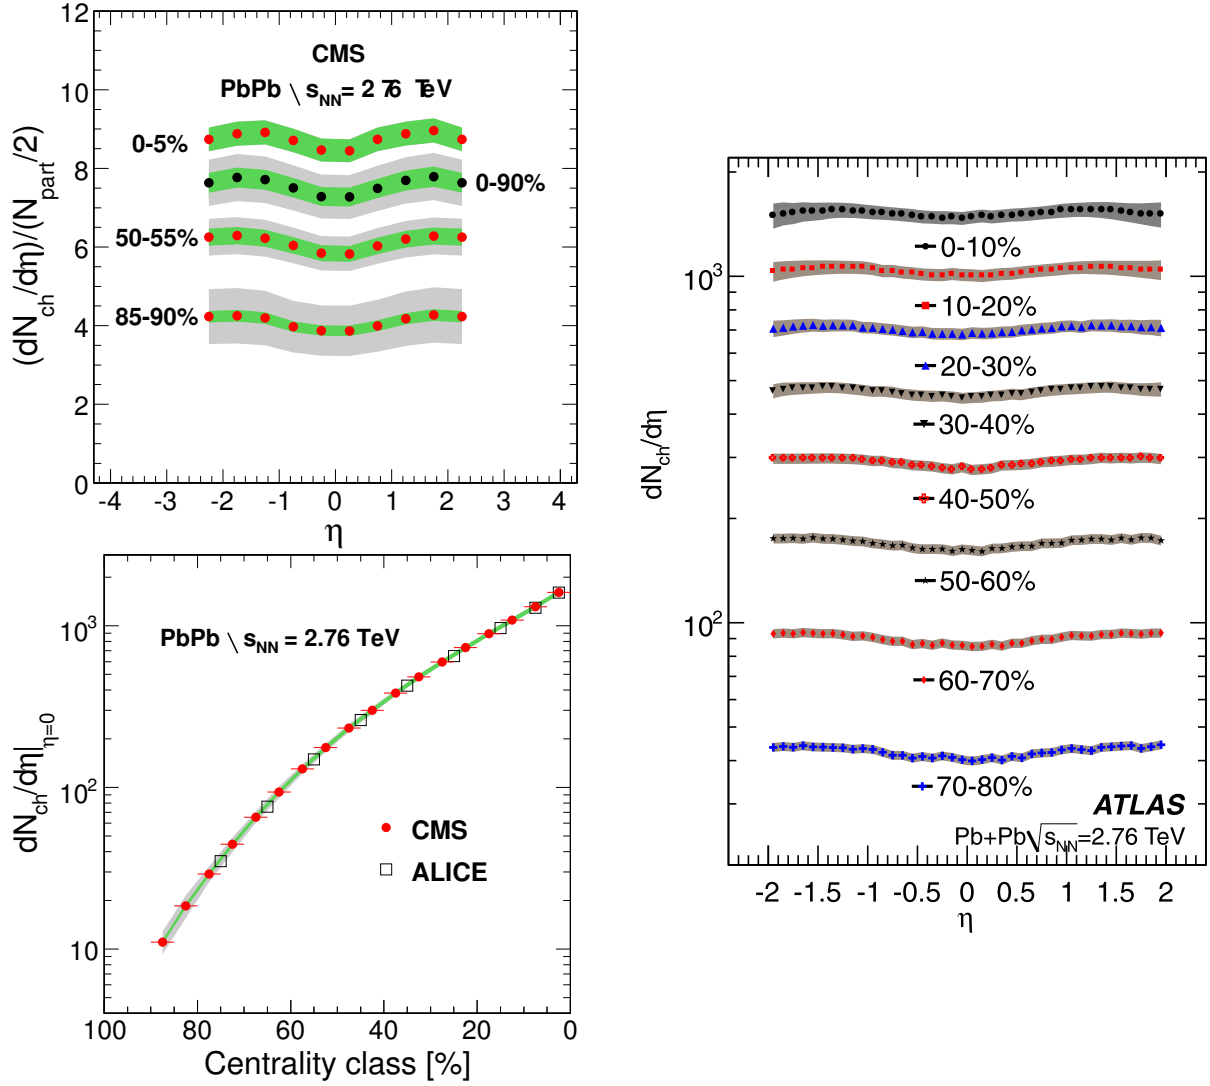 12
10
8
6
4
2
0
(dN_ch/dη)/(N_part/2)
CMS
PbPb \ s_NN = 2 76 TeV
0-5%
0-90%
50-55%
85-90%
-4 -3 -2 -1 0 1 2 3 4
η
10^3
10^2
10
dN_ch/dη|_η=0
PbPb \ s_NN = 2.76 TeV
CMS
ALICE
100 80 60 40 20 0
Centrality class [%]
10^3
10^2
dN_ch/dη
0-10%
10-20%
20-30%
30-40%
40-50%
50-60%
60-70%
70-80%
ATLAS
Pb+Pb √s_NN=2.76 TeV
-2 -1.5 -1 -0.5 0 0.5 1 1.5 2
η